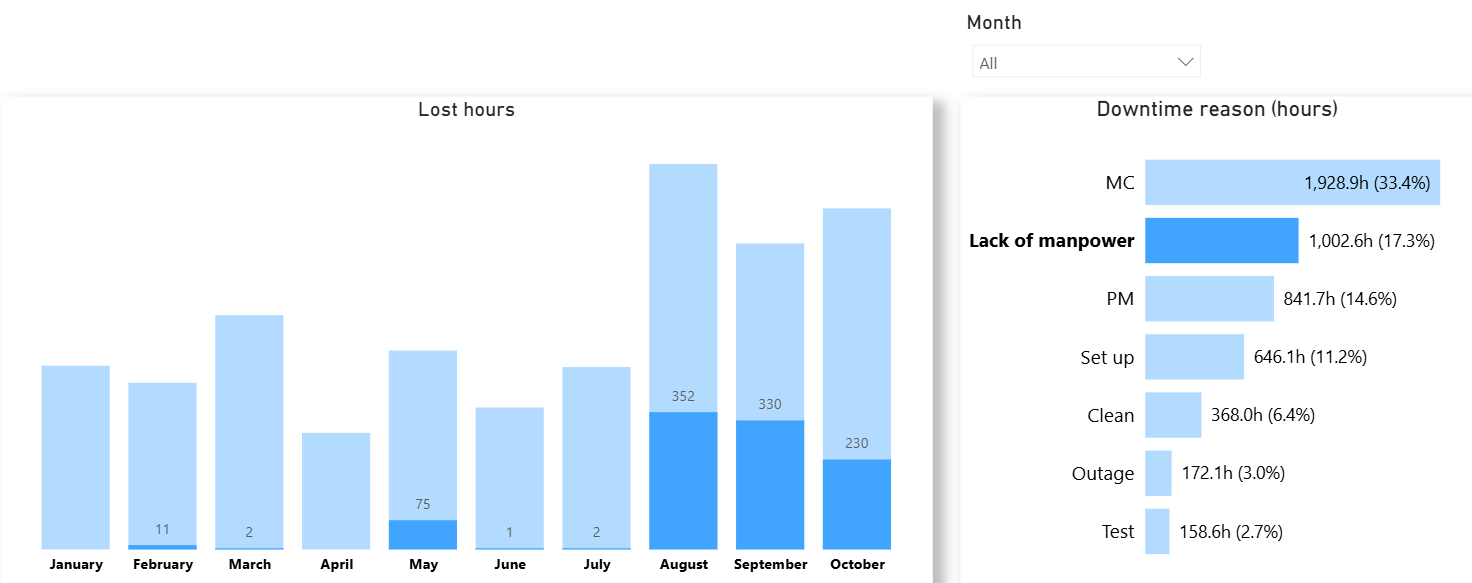 Month
All
Lost hours
352
330
230
75
11
2
1
2
January February March April May June July August September October
Downtime reason (hours)
MC 1,928.9h (33.4%)
Lack of manpower 1,002.6h (17.3%)
PM 841.7h (14.6%)
Set up 646.1h (11.2%)
Clean 368.0h (6.4%)
Outage 172.1h (3.0%)
Test 158.6h (2.7%)